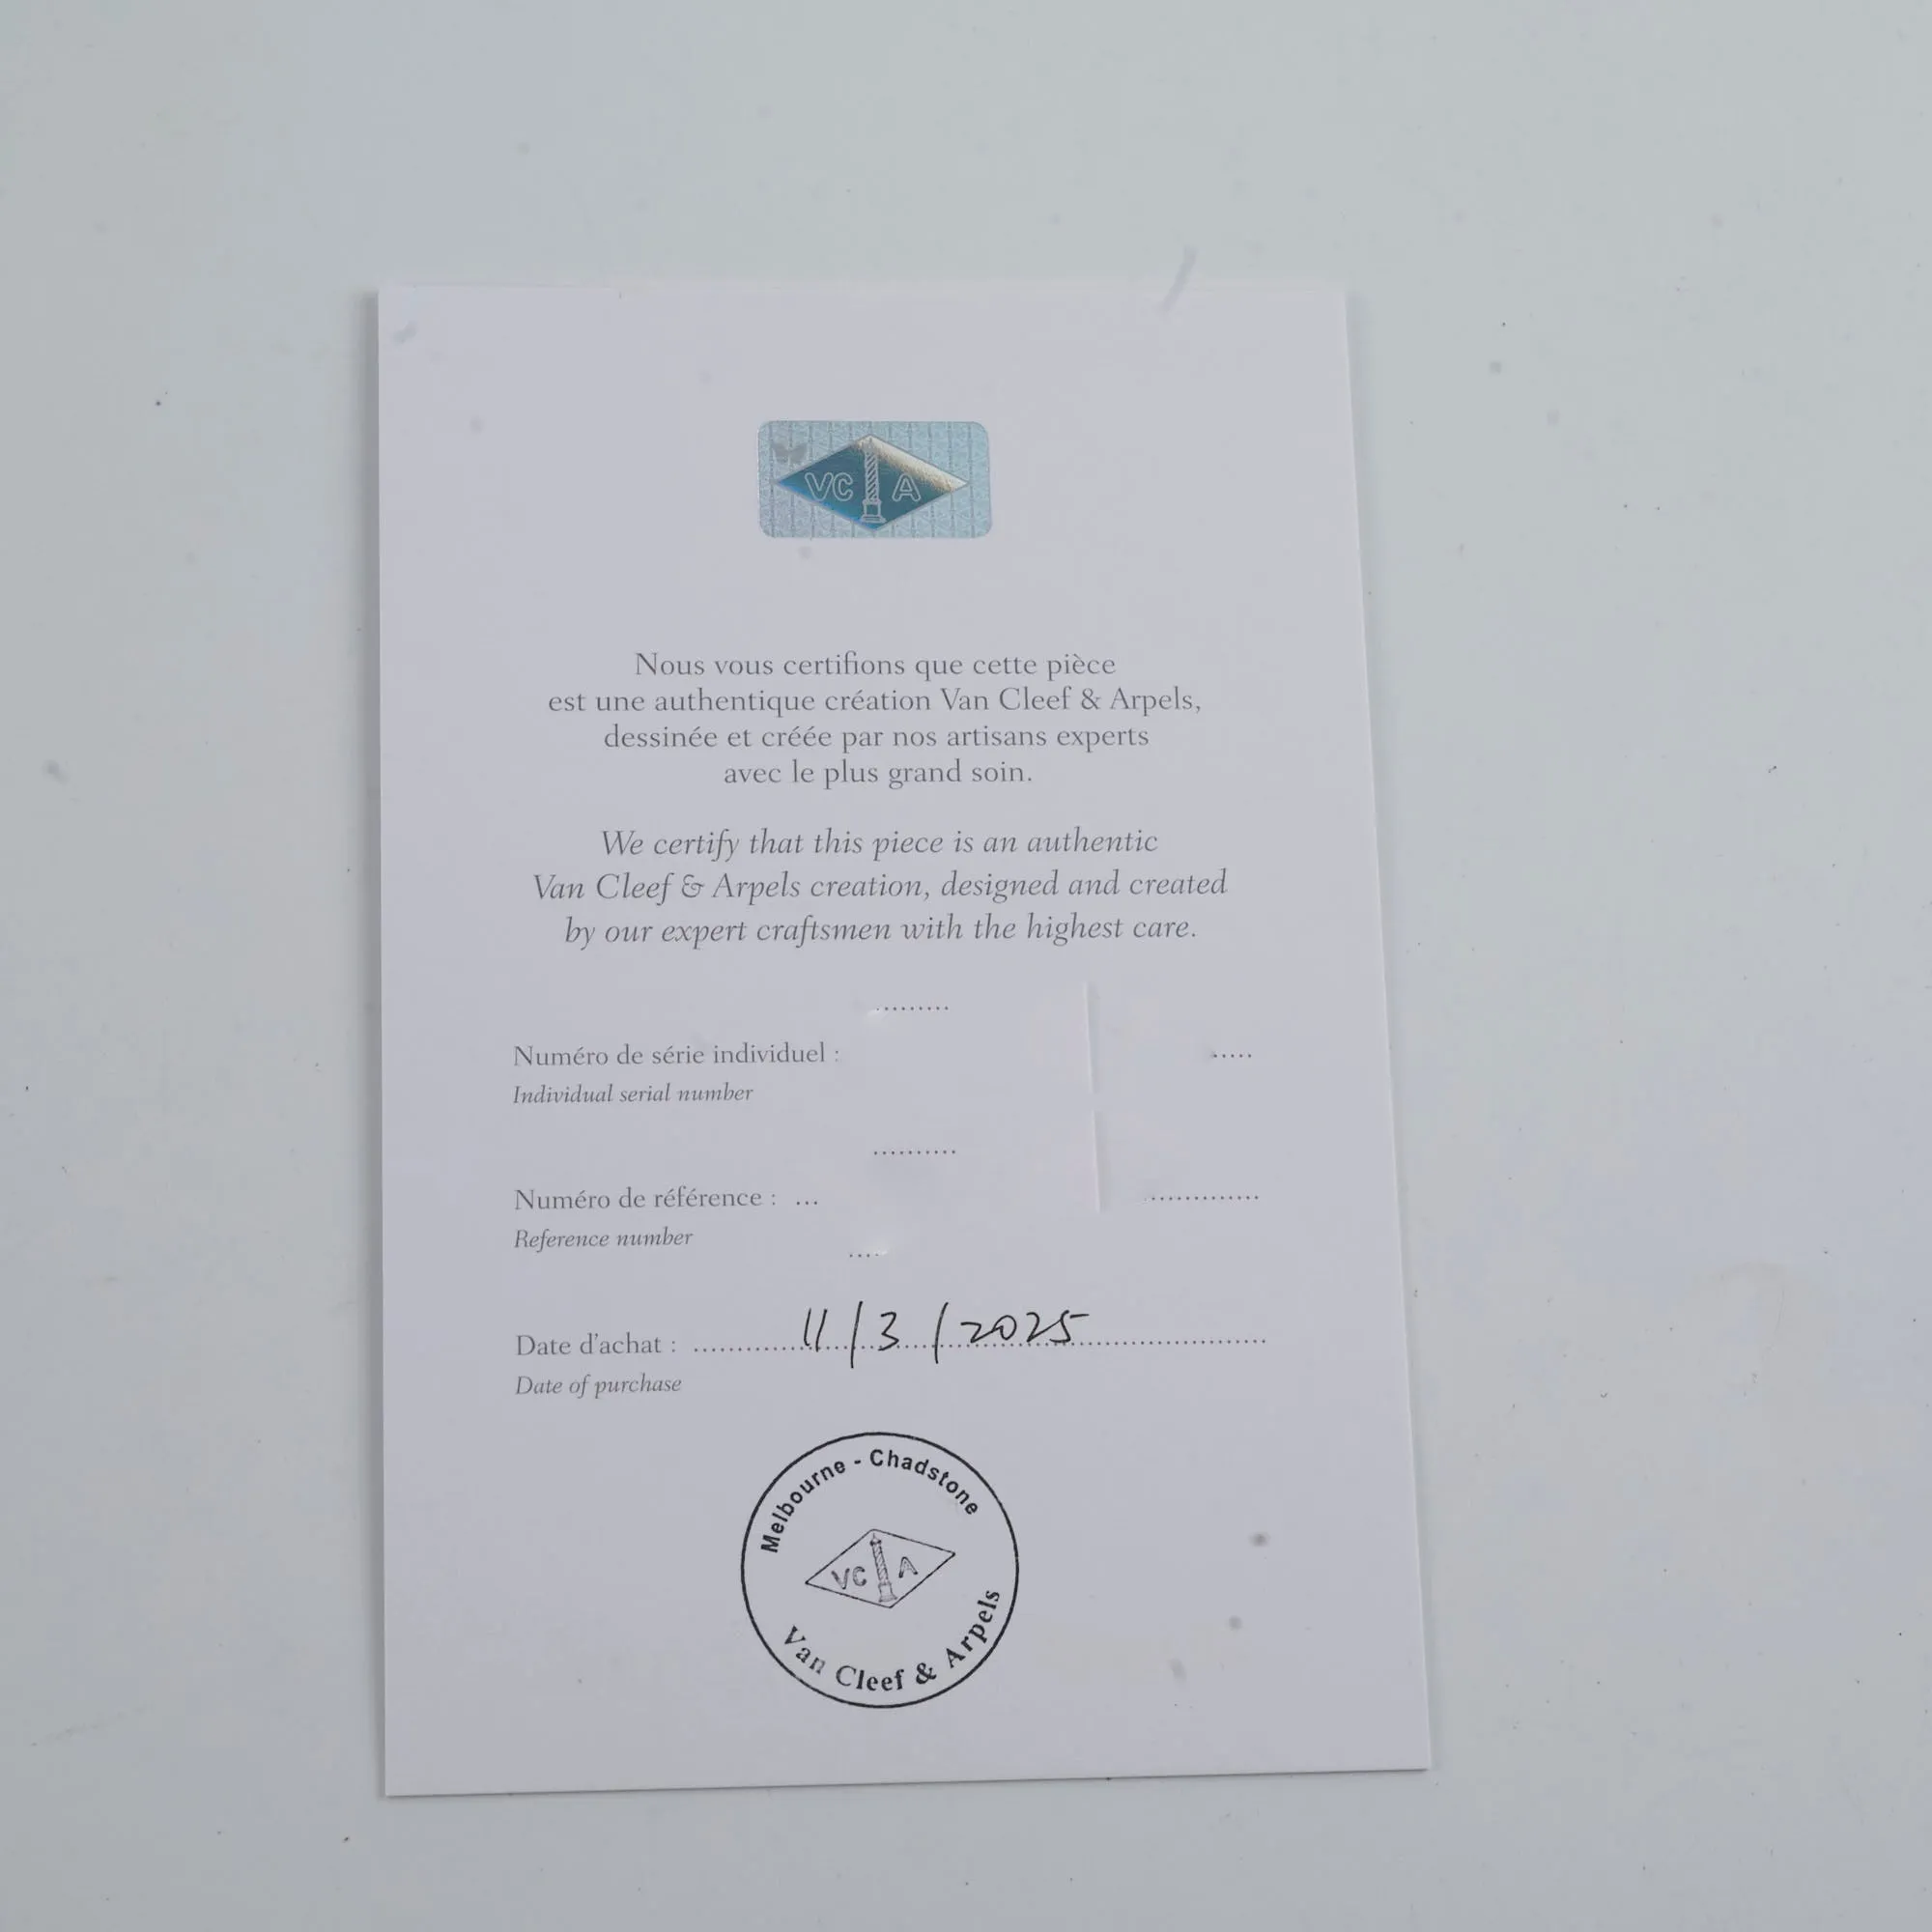 VC A
Nous vous certifions que cette pièce
est une authentique création Van Cleef & Arpels,
dessinée et créée par nos artisans experts
avec le plus grand soin.
We certify that this piece is an authentic
Van Cleef & Arpels creation, designed and created
by our expert craftsmen with the highest care.
Numéro de série individuel :
Individual serial number
Numéro de référence :
Reference number
Date d'achat : 11/3/2025
Date of purchase
Melbourne - Chadstone
VC A
Van Cleef & Arpels